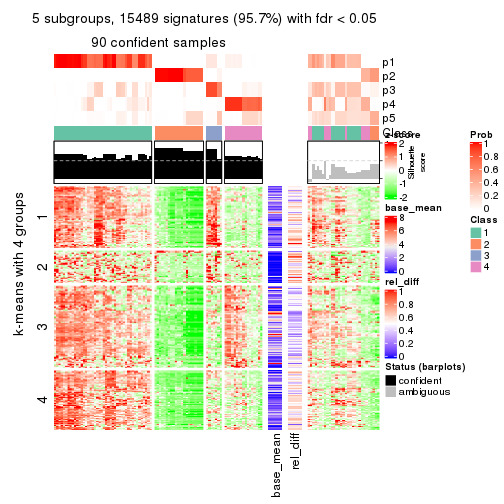 5 subgroups, 15489 signatures (95.7%) with fdr < 0.05
90 confident samples
p1
p2
p3
p4
p5
Class
Silhouette
score
k-means with 4 groups
1
2
3
4
base_mean
rel_diff
z-score
2
1
0
-1
-2
base_mean
8
6
4
2
0
rel_diff
1
0.8
0.6
0.4
0.2
0
Status (barplots)
confident
ambiguous
Prob
1
0.8
0.6
0.4
0.2
0
Class
1
2
3
4